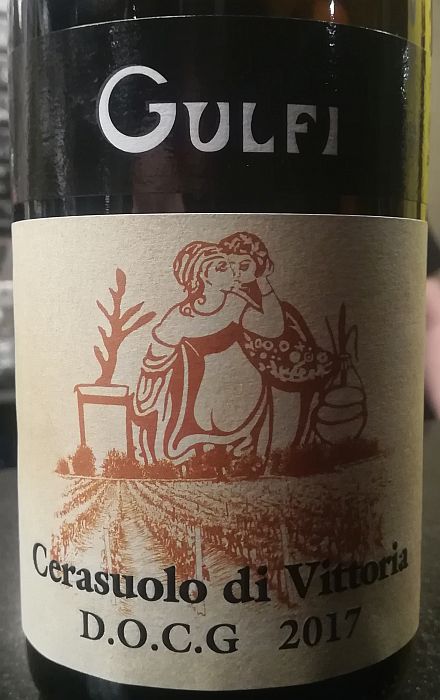 GULFI
Cerasuolo di Vittoria
D.O.C.G 2017